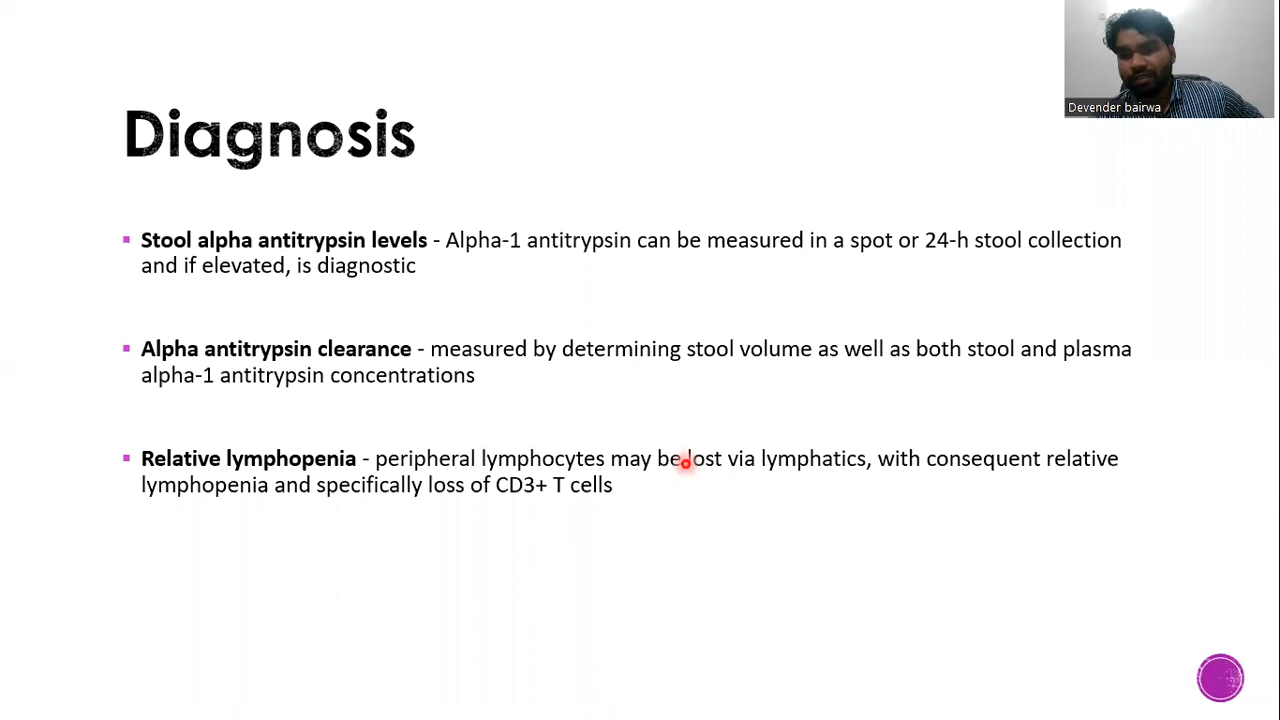 Devender bairwa
Diagnosis
Stool alpha antitrypsin levels - Alpha-1 antitrypsin can be measured in a spot or 24-h stool collection
and if elevated, is diagnostic
Alpha antitrypsin clearance - measured by determining stool volume as well as both stool and plasma
alpha-1 antitrypsin concentrations
Relative lymphopenia - peripheral lymphocytes may be lost via lymphatics, with consequent relative
lymphopenia and specifically loss of CD3+ T cells